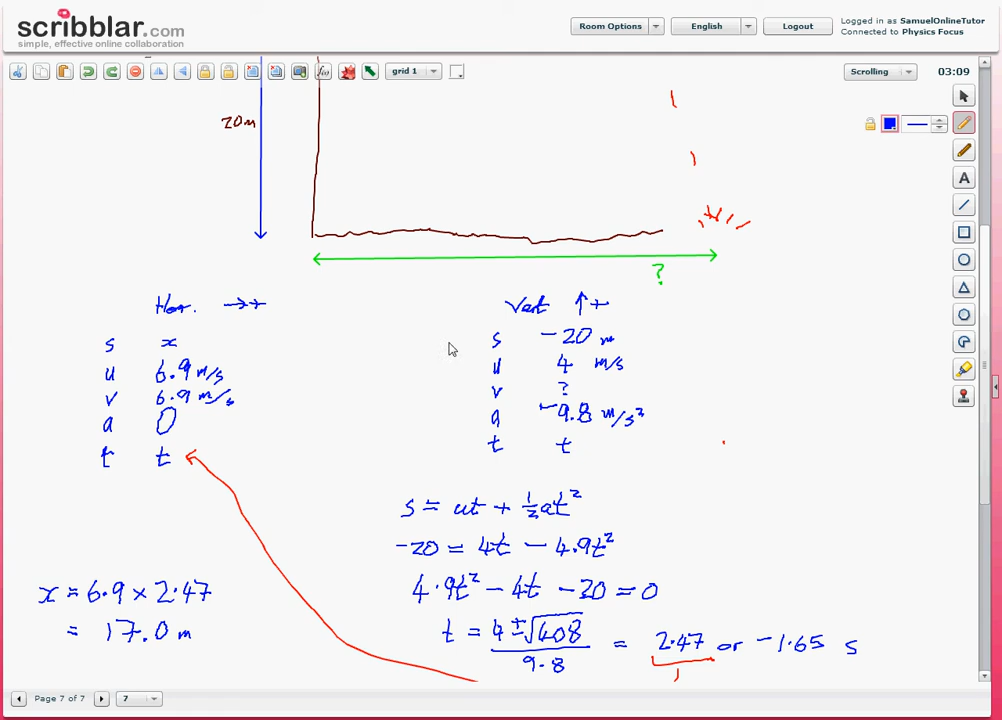 scribblar.com
simple, effective online collaboration
Room Options
English
Logout
Logged in as SamuelOnlineTutor
Connected to Physics Focus
f(x)
grid 1
Scrolling
03:09
A
20m
?
Hor. →+
s x
u 6.9 m/s
v 6.9 m/s
a 0
t t
Vert ↑+
s -20 m
u 4 m/s
v ?
a -9.8 m/s²
t t
s = ut + ½at²
-20 = 4t - 4.9t²
4.9t² - 4t - 20 = 0
t = 4 ± √408 / 9.8 = 2.47 or -1.65 s
x = 6.9 × 2.47
= 17.0 m
Page 7 of 7
7